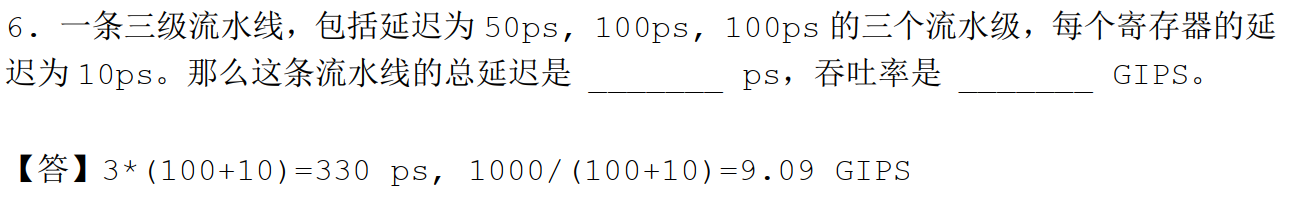 6. 一条三级流水线，包括延迟为 50ps, 100ps, 100ps 的三个流水级，每个寄存器的延
迟为 10ps。那么这条流水线的总延迟是 _______ ps，吞吐率是 _______ GIPS。
【答】3*(100+10)=330 ps, 1000/(100+10)=9.09 GIPS